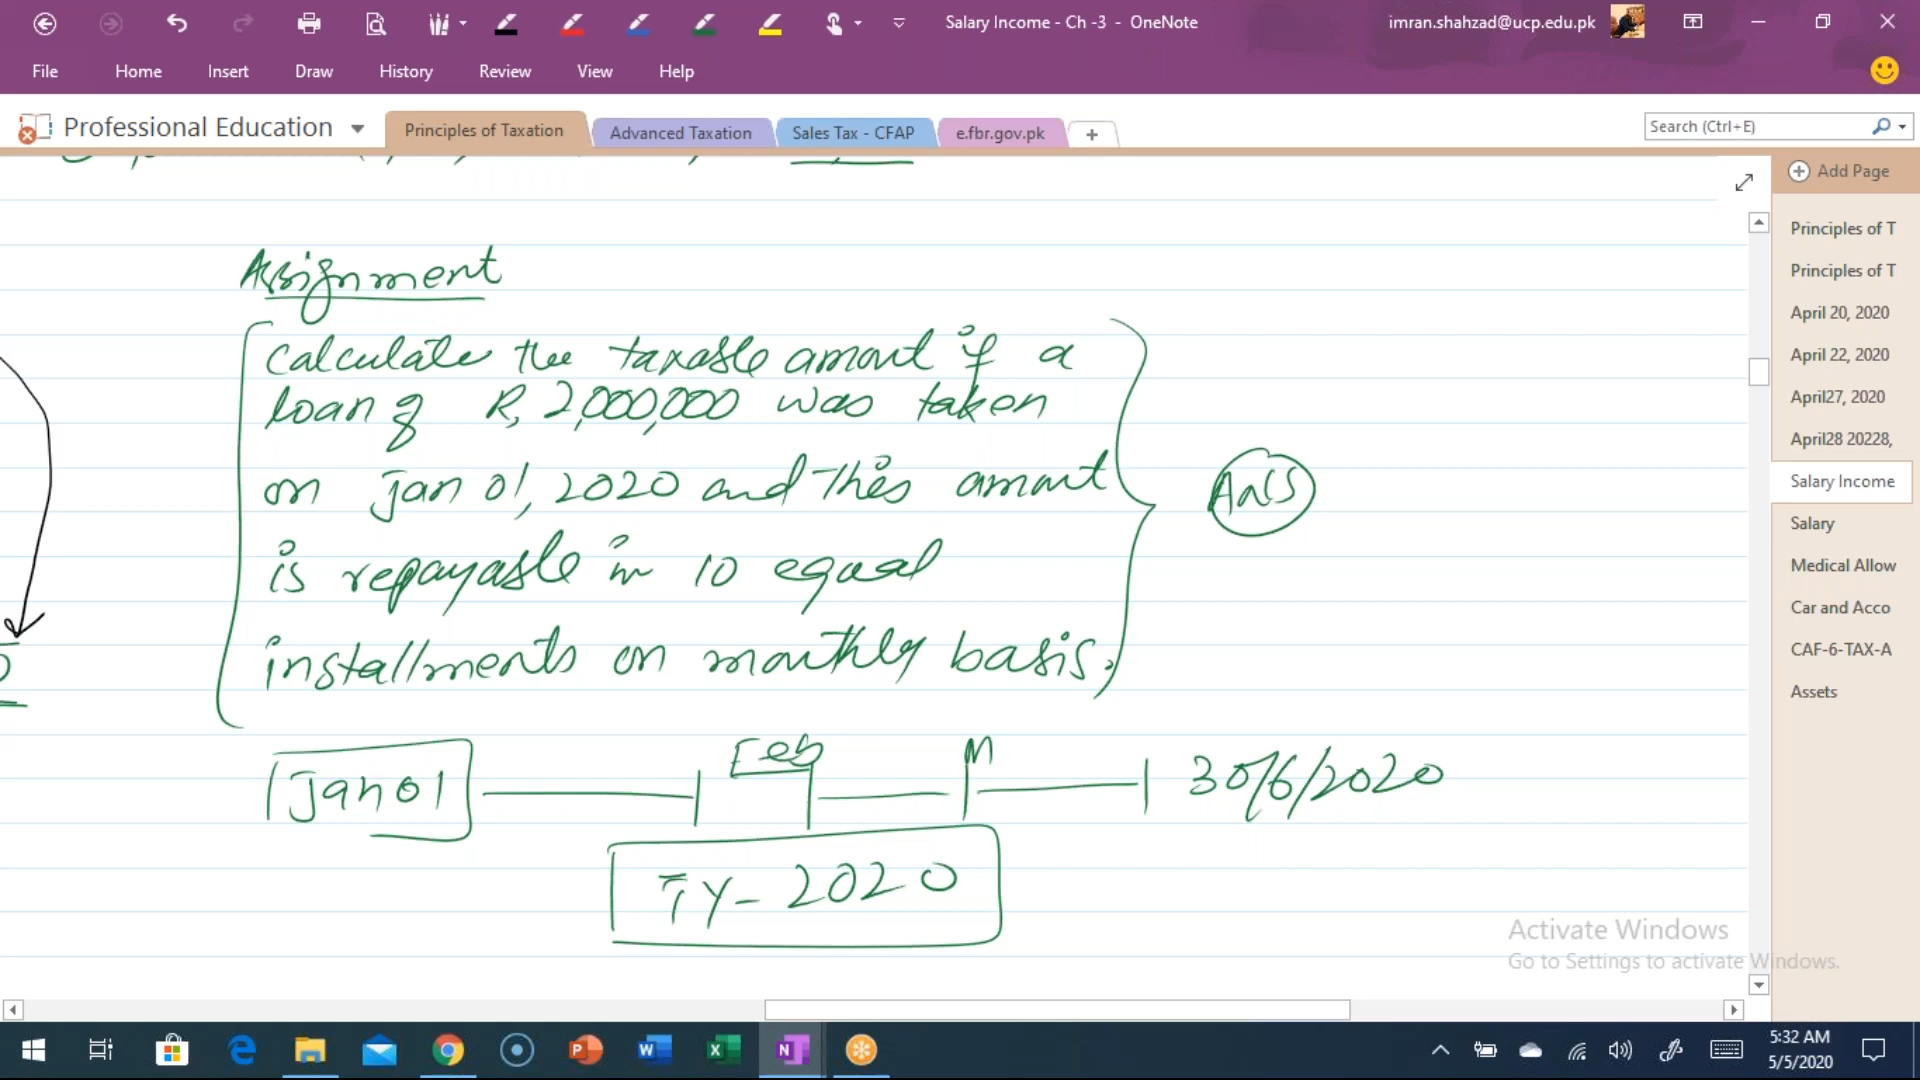 Salary Income - Ch -3 - OneNote
imran.shahzad@ucp.edu.pk
File Home Insert Draw History Review View Help
Professional Education
Principles of Taxation
Advanced Taxation
Sales Tax - CFAP
e.fbr.gov.pk
Search (Ctrl+E)
Add Page
Principles of T
Principles of T
April 20, 2020
April 22, 2020
April27, 2020
April28 20228,
Salary Income
Salary
Medical Allow
Car and Acco
CAF-6-TAX-A
Assets
Assignment
Calculate the taxable amount if a
loan of Rs 2,000,000 was taken
on Jan 01, 2020 and this amount
is repayable in 10 equal
installments on monthly basis.
Jan 01 Feb M 30/6/2020
TY- 2020
Activate Windows
Go to Settings to activate Windows.
5:32 AM
5/5/2020